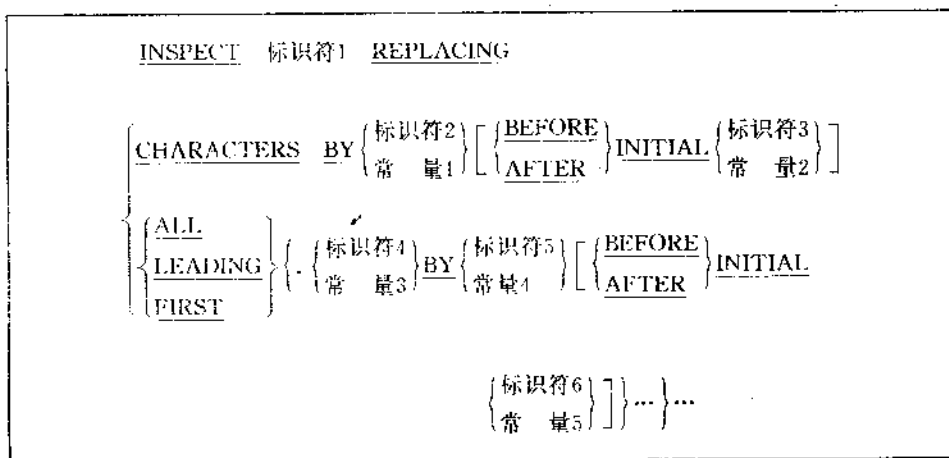 INSPECT 标识符1 REPLACING
{CHARACTERS BY {标识符2 常 量1} [{BEFORE AFTER} INITIAL {标识符3 常 量2}]
{ALL LEADING FIRST} {. {标识符4 常 量3} BY {标识符5 常量4} [{BEFORE AFTER} INITIAL
{标识符6 常 量5}]}…}…